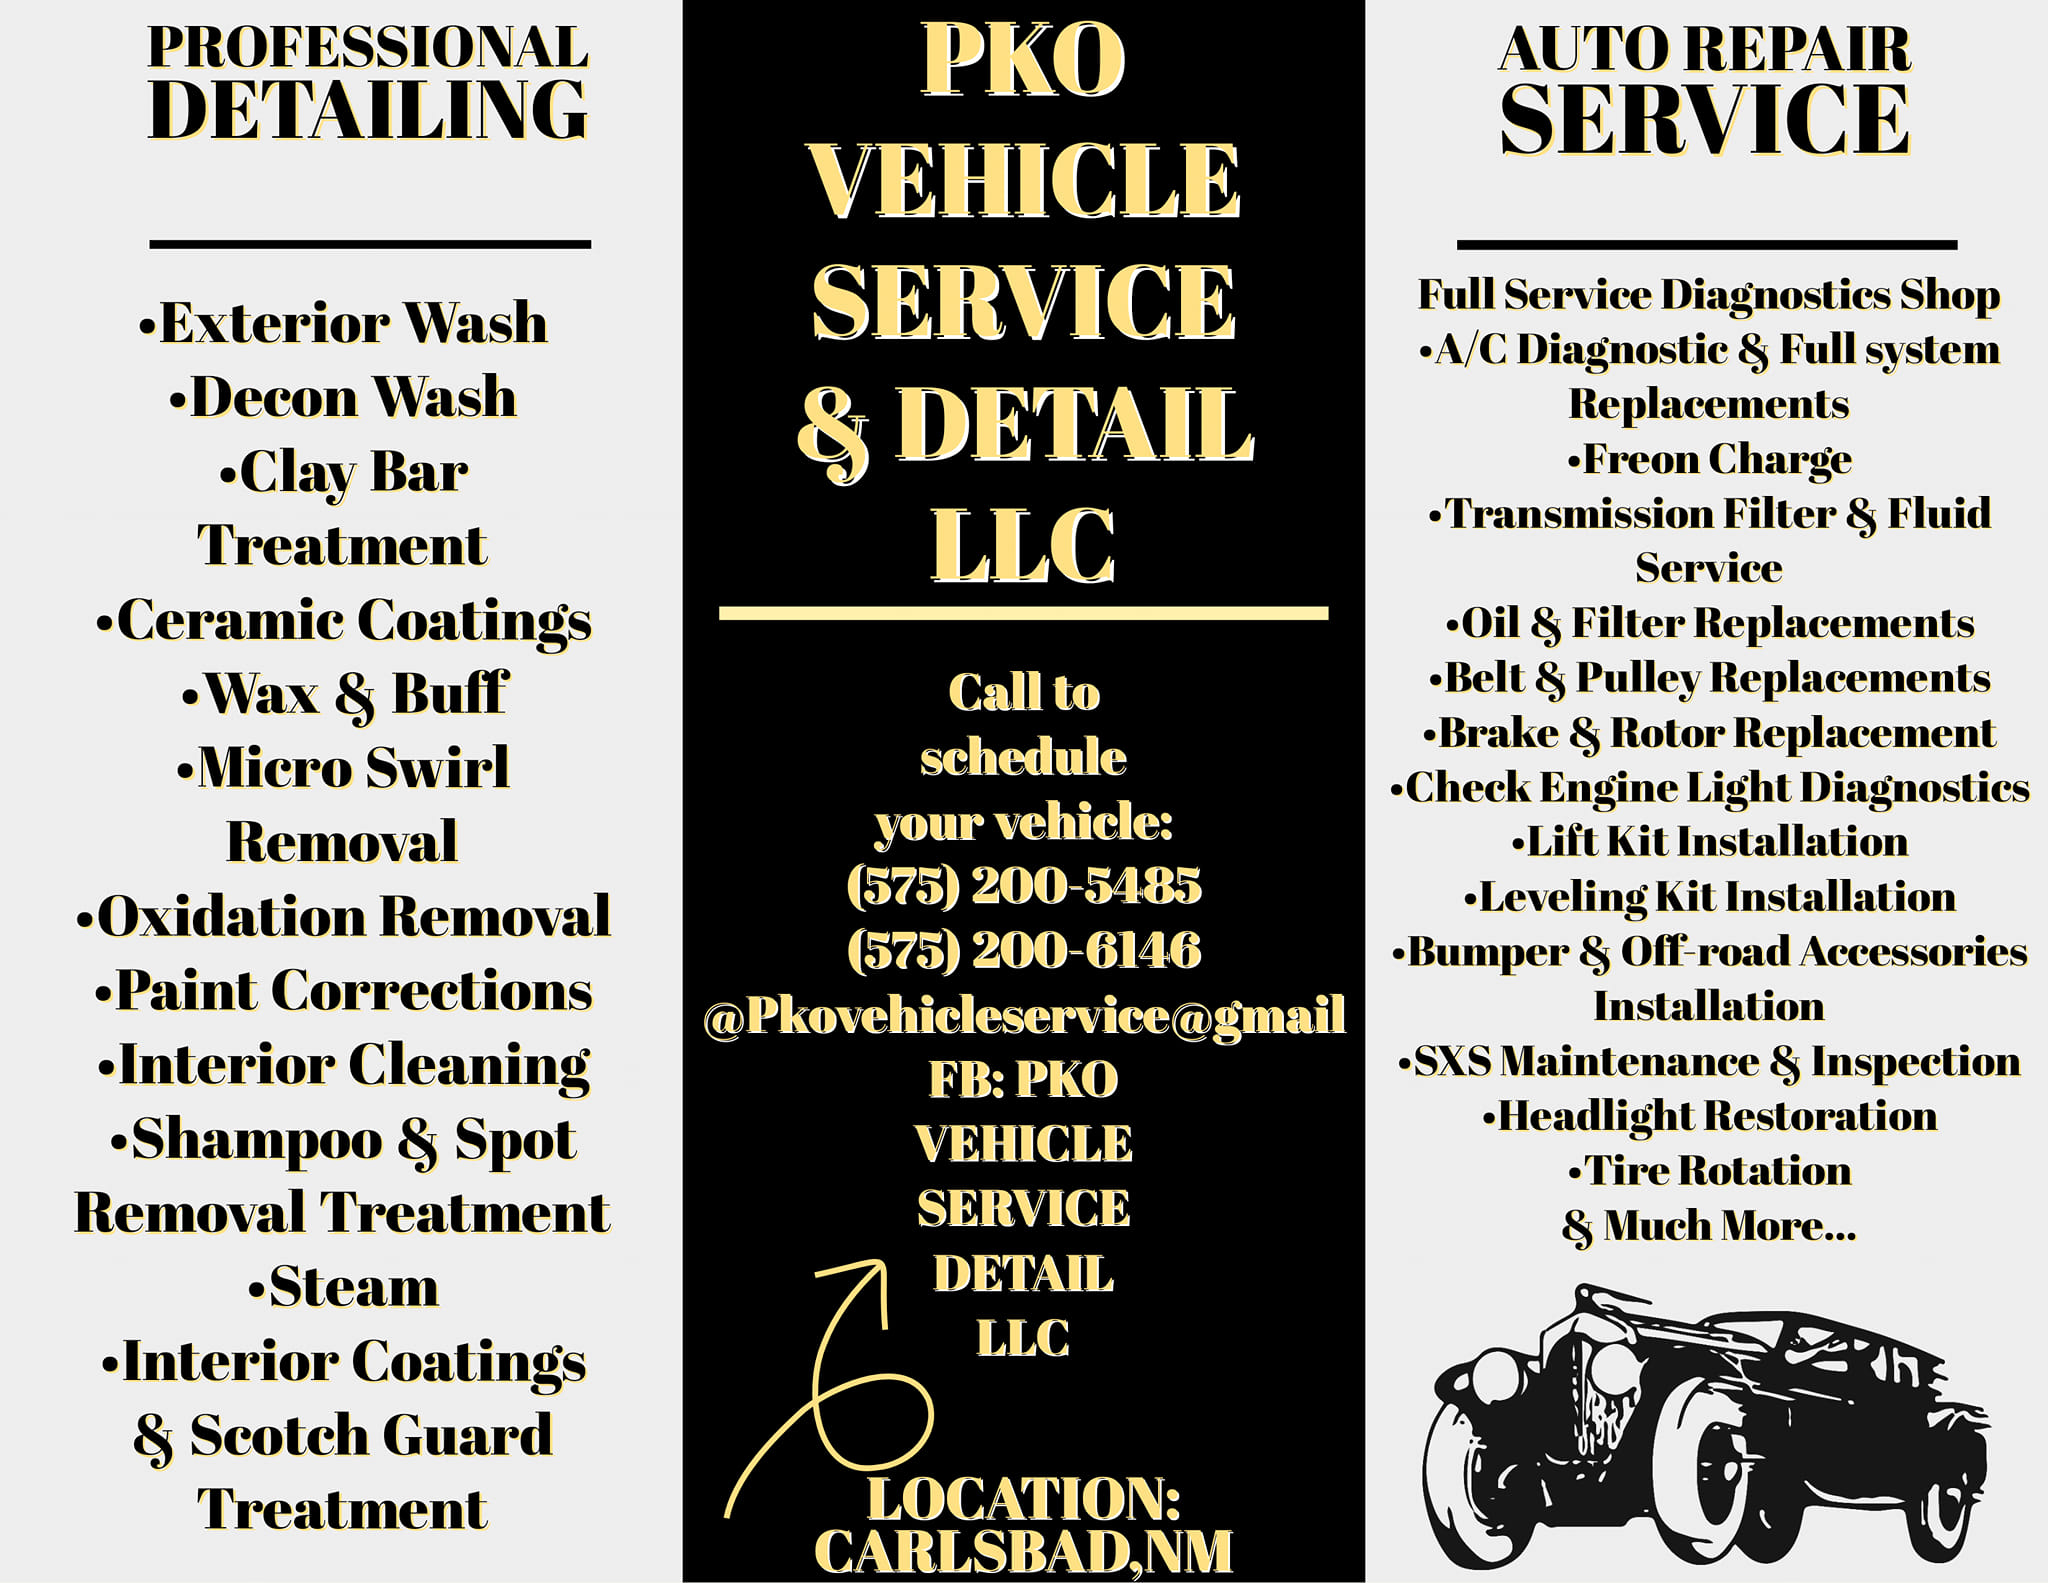 PROFESSIONAL
DETAILING
•Exterior Wash
•Decon Wash
•Clay Bar
Treatment
•Ceramic Coatings
•Wax & Buff
•Micro Swirl
Removal
•Oxidation Removal
•Paint Corrections
•Interior Cleaning
•Shampoo & Spot
Removal Treatment
•Steam
•Interior Coatings
& Scotch Guard
Treatment
PKO
VEHICLE
SERVICE
& DETAIL
LLC
Call to
schedule
your vehicle:
(575) 200-5485
(575) 200-6146
@Pkovehicleservice@gmail
FB: PKO
VEHICLE
SERVICE
DETAIL
LLC
LOCATION:
CARLSBAD,NM
AUTO REPAIR
SERVICE
Full Service Diagnostics Shop
•A/C Diagnostic & Full system
Replacements
•Freon Charge
•Transmission Filter & Fluid
Service
•Oil & Filter Replacements
•Belt & Pulley Replacements
•Brake & Rotor Replacement
•Check Engine Light Diagnostics
•Lift Kit Installation
•Leveling Kit Installation
•Bumper & Off-road Accessories
Installation
•SXS Maintenance & Inspection
•Headlight Restoration
•Tire Rotation
& Much More...